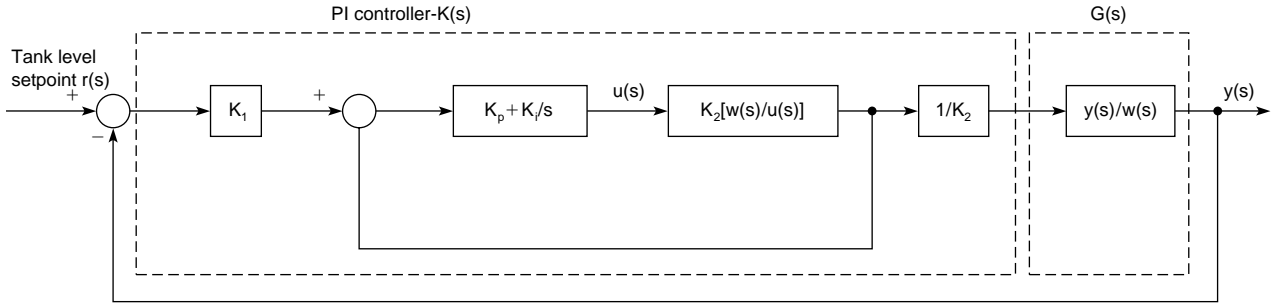 PI controller-K(s)
G(s)
Tank level
setpoint r(s)
+
−
K₁
+
Kₚ+Kᵢ/s
u(s)
K₂[w(s)/u(s)]
1/K₂
y(s)/w(s)
y(s)